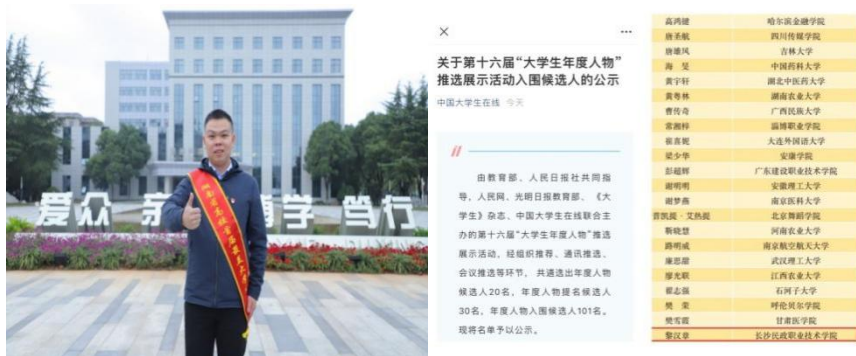 爱众 亲 博学 笃行
关于第十六届“大学生年度人物”
推选展示活动入围候选人的公示
中国大学生在线 今天
由教育部、人民日报社共同指
导，人民网、光明日报教育部、《大
学生》杂志、中国大学生在线联合主
办的第十六届“大学生年度人物”推选
展示活动，经组织推荐、通讯推选、
会议推选等环节， 共遴选出年度人物
候选人20名，年度人物提名候选人
30名，年度人物入围候选人101名。
现将名单予以公示。
高鸿健 哈尔滨金融学院
唐圣航 四川传媒学院
唐雄风 吉林大学
海 旻 中国药科大学
黄宇轩 湖北中医药大学
黄粤林 湖南农业大学
曹传奇 广西民族大学
常湘梓 淄博职业学院
崔喜妮 大连外国语大学
梁少华 安康学院
彭超辉 广东建设职业技术学院
谢明明 安徽理工大学
谢梦燕 南京医科大学
普凯提·艾热提 北京舞蹈学院
靳晓慧 河南农业大学
路明威 南京航空航天大学
廉思甜 武汉理工大学
廖光联 江西农业大学
翟志强 石河子大学
樊 荣 呼伦贝尔学院
樊雪霞 甘肃医学院
黎汉章 长沙民政职业技术学院